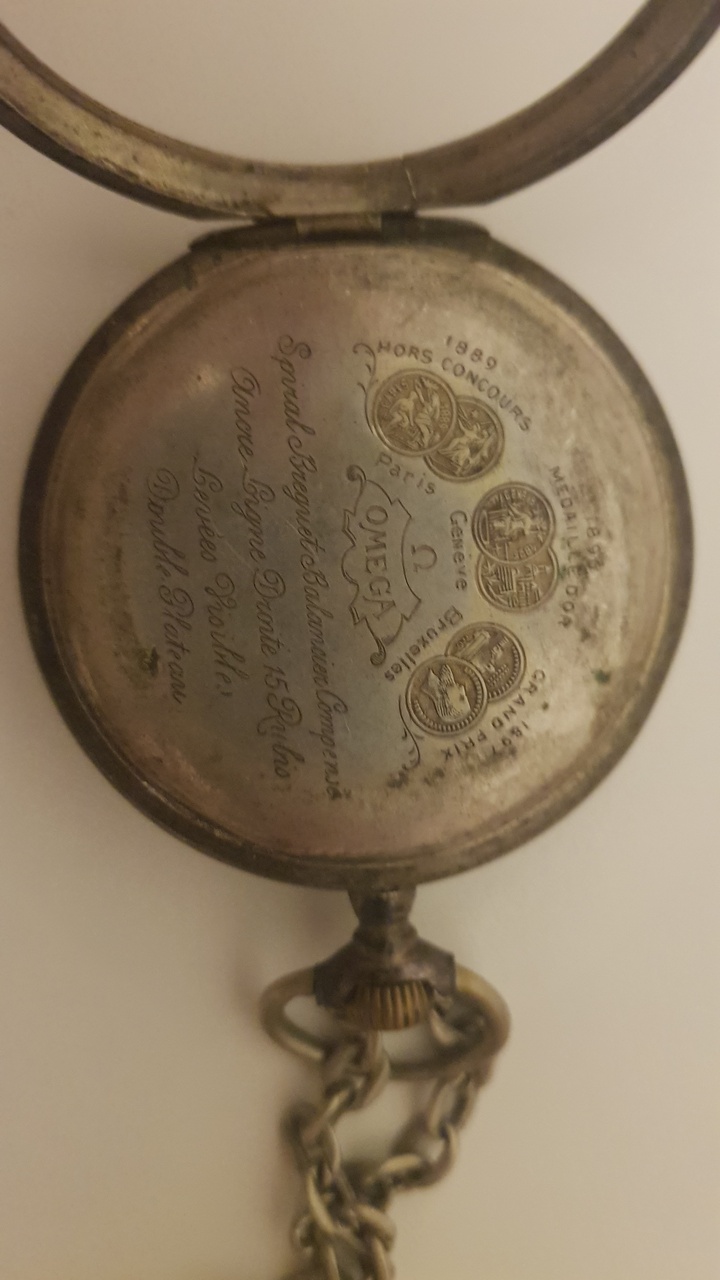 1889
HORS CONCOURS
Paris
MEDAILLE D'OR
Genève
1897
GRAND PRIX
Bruxelles
Ω
OMEGA
Spiral Breguet Balancier Compensé
Ancre Ligne Droite 15 Rubis
Levées Visibles
Double Plateau